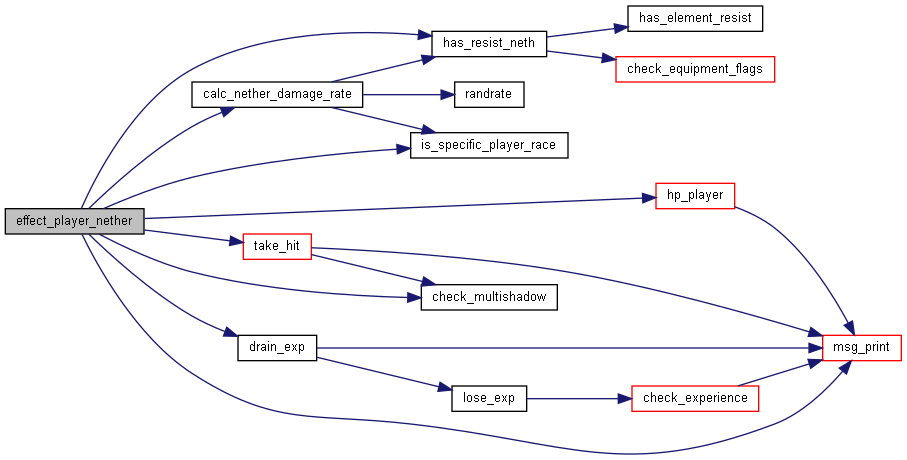 has_element_resist
has_resist_neth
check_equipment_flags
calc_nether_damage_rate
randrate
is_specific_player_race
hp_player
effect_player_nether
take_hit
check_multishadow
drain_exp
msg_print
lose_exp
check_experience